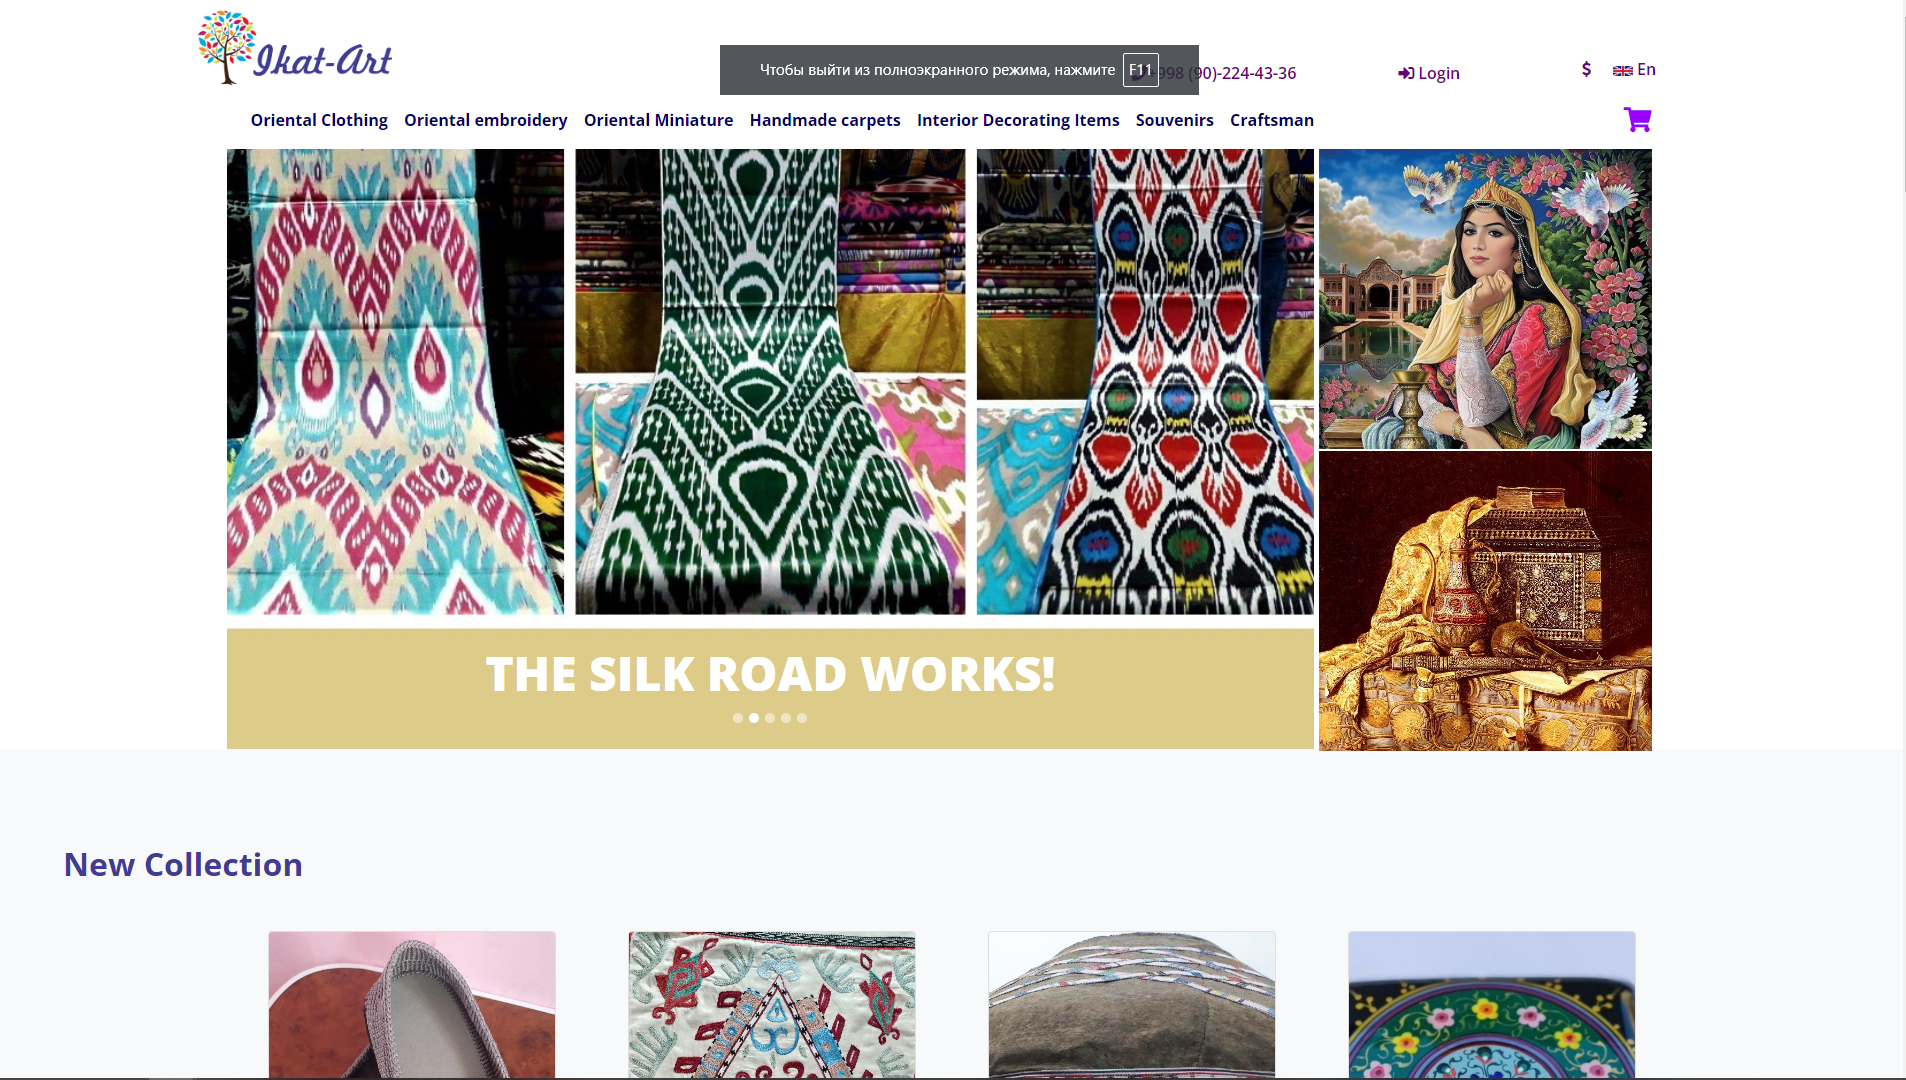 Ikat-Art
Чтобы выйти из полноэкранного режима, нажмите F11
+998 (90)-224-43-36
Login
$
En
Oriental Clothing Oriental embroidery Oriental Miniature Handmade carpets Interior Decorating Items Souvenirs Craftsman
THE SILK ROAD WORKS!
New Collection